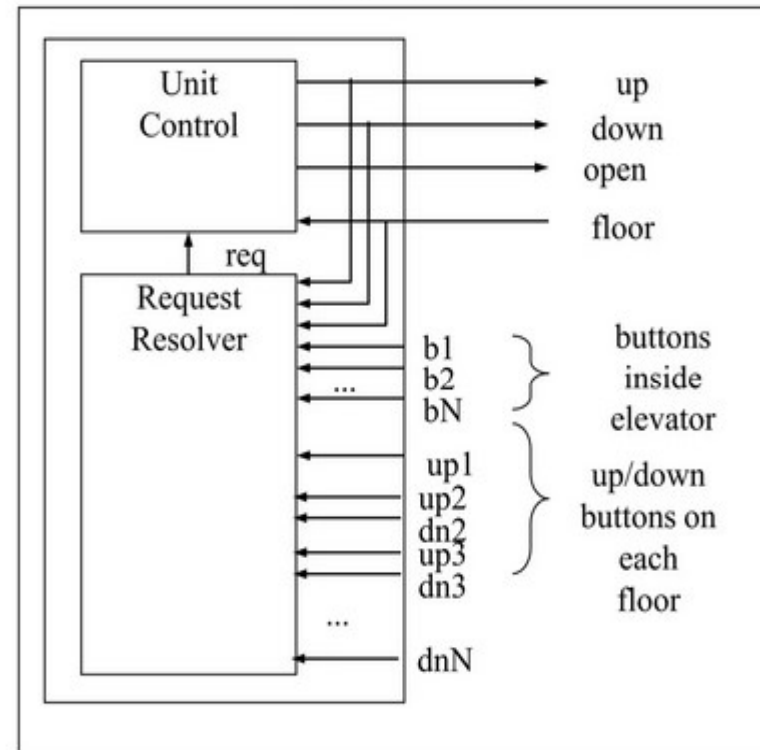 Unit
Control
up
down
open
floor
req
Request
Resolver
b1
b2
...
bN
buttons
inside
elevator
up1
up2
dn2
up3
dn3
...
dnN
up/down
buttons on
each
floor